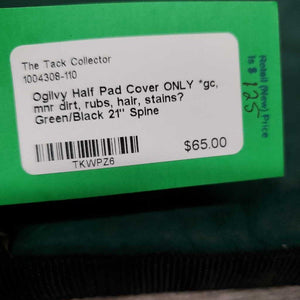 The Tack Collector
1004308-110
Ogilvy Half Pad Cover ONLY *gc,
mnr dirt, rubs, hair, stains?
Green/Black 21" Spine
$65.00
TKWPZ6
Retail (New) Price
is $ 125